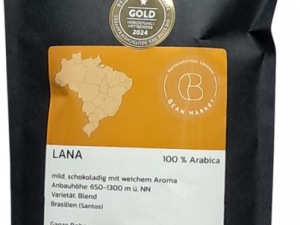 GOLD
2024
BEAN MARKET
LANA
100 % Arabica
mild, schokoladig mit weichem Aroma
Anbauhöhe: 650-1300 m ü. NN
Varietät: Blend
Brasilien (Santos)